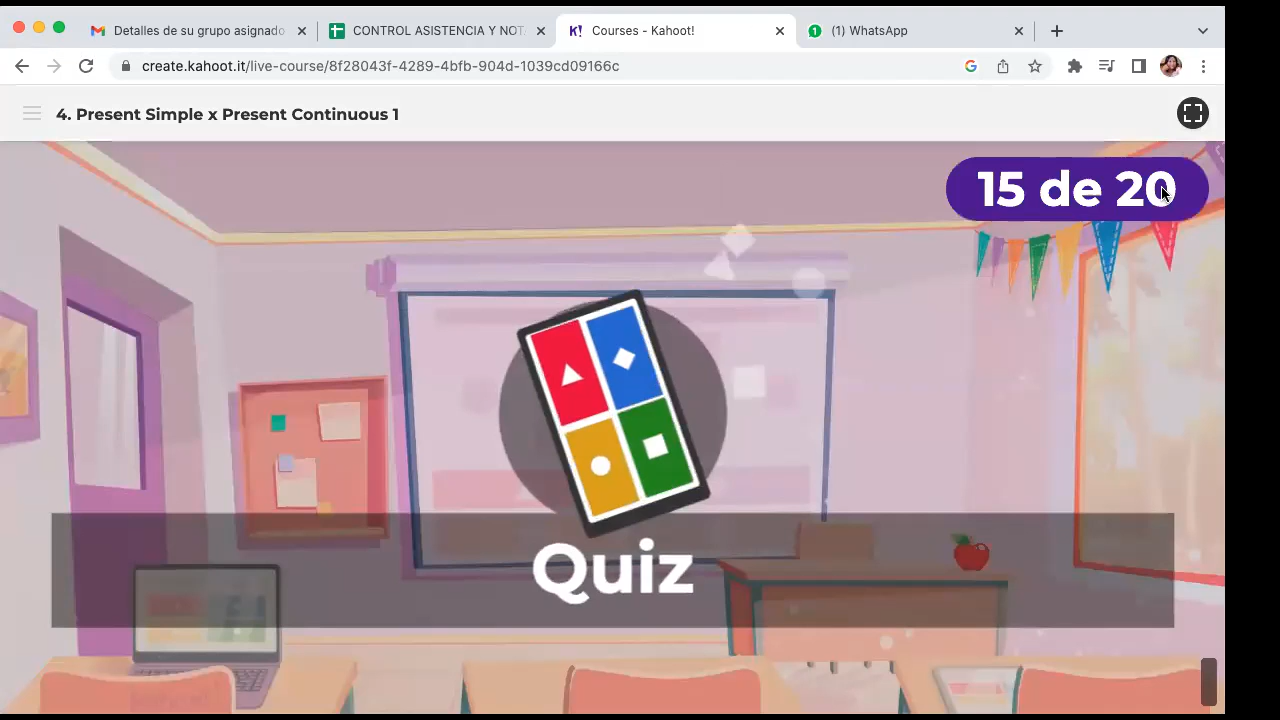 Detalles de su grupo asignado
CONTROL ASISTENCIA Y NOT
K! Courses - Kahoot!
1 (1) WhatsApp
create.kahoot.it/live-course/8f28043f-4289-4bfb-904d-1039cd09166c
4. Present Simple x Present Continuous 1
15 de 20
Quiz